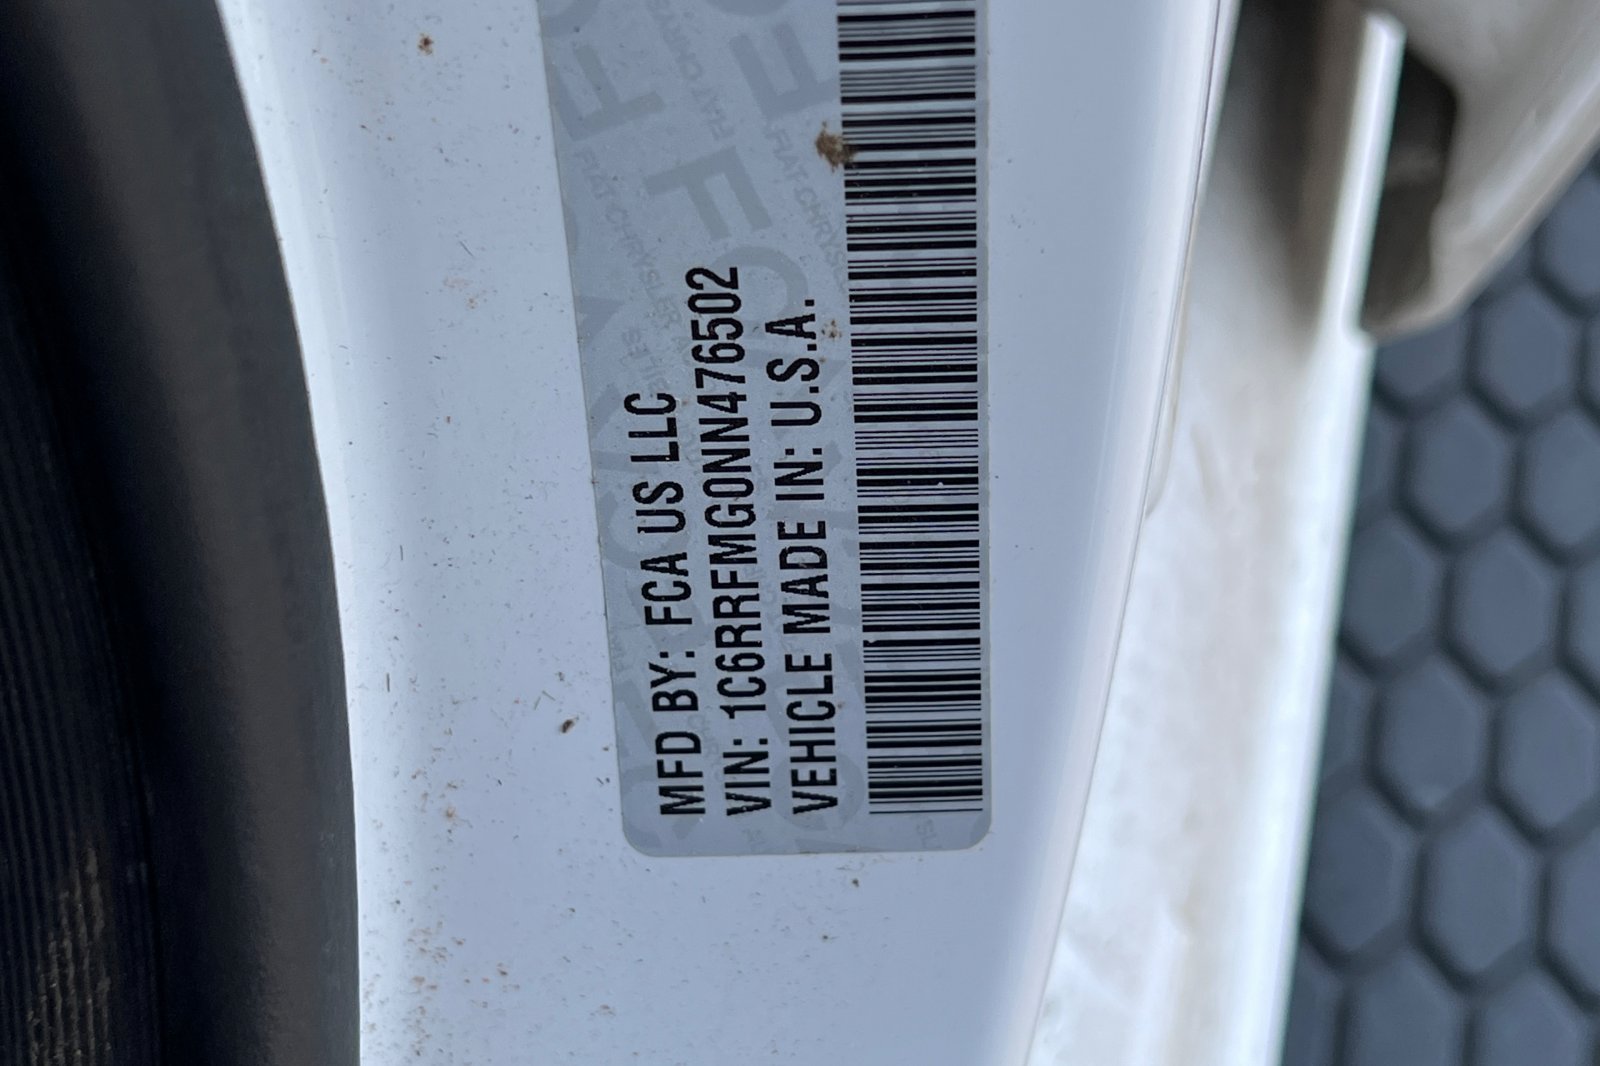 MFD BY: FCA US LLC
VIN: 1C6RRFMG0NN476502
VEHICLE MADE IN: U.S.A.